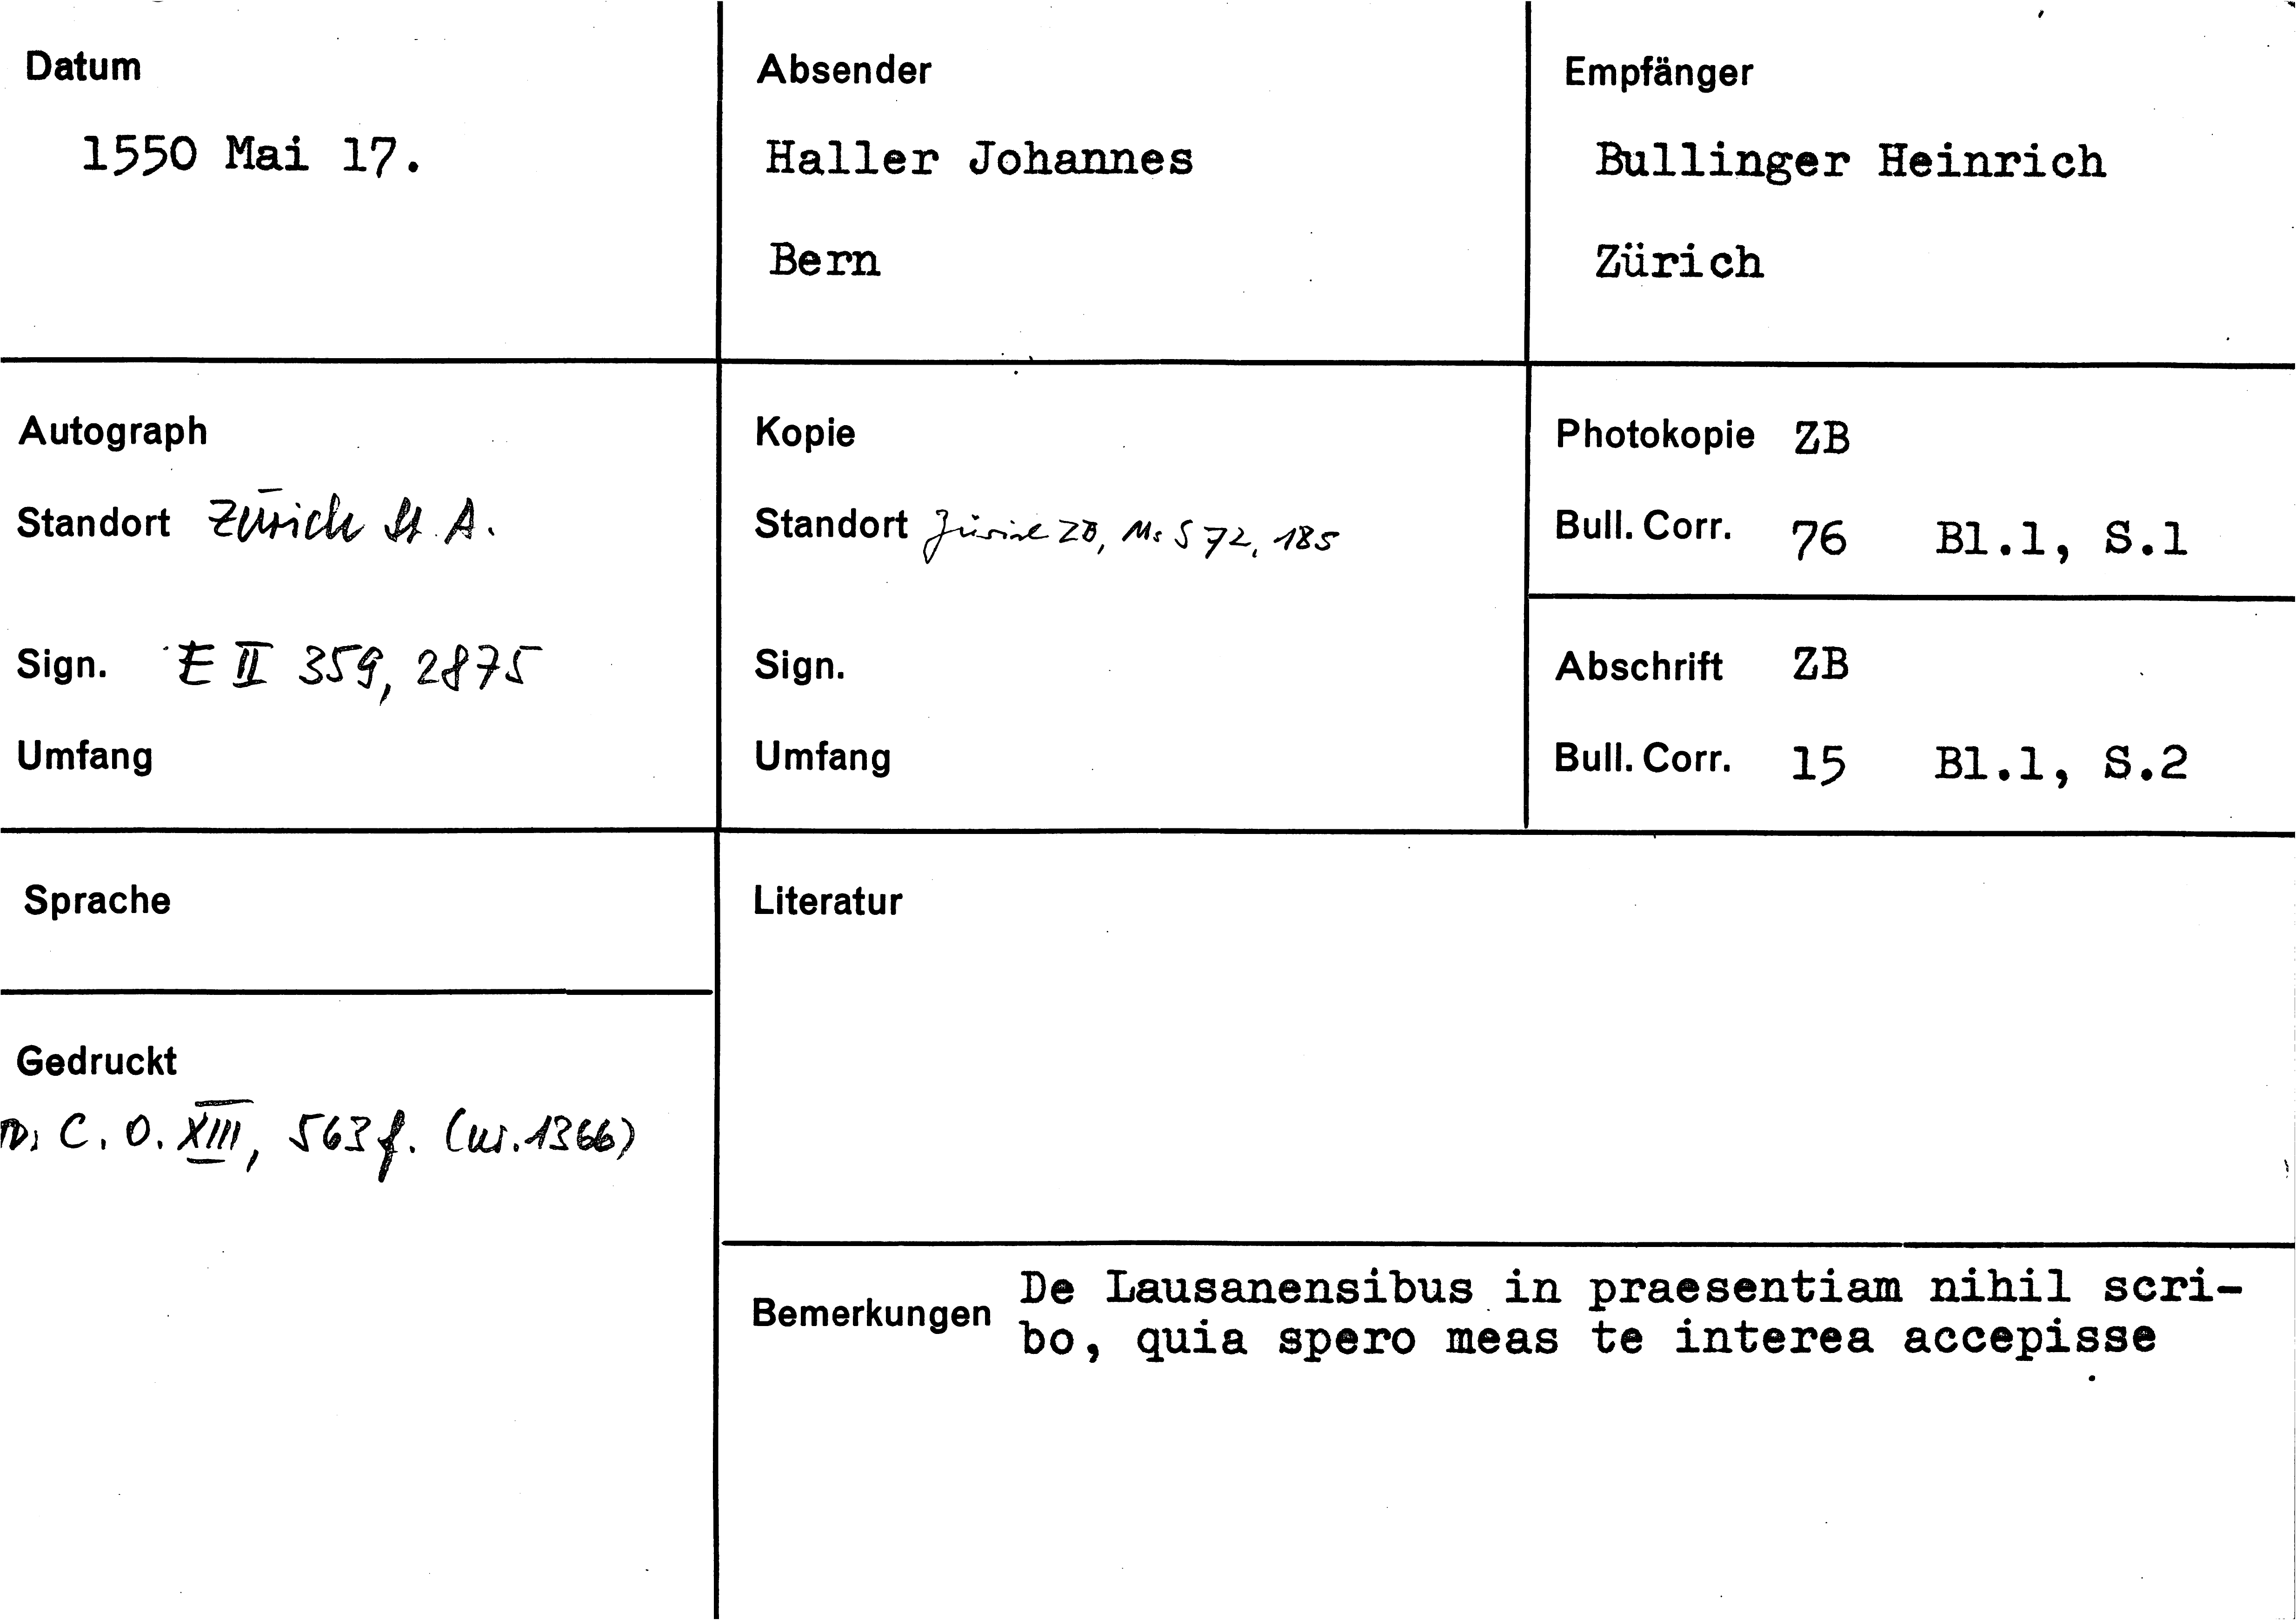 Datum
1550 Mai 17.
Absender
Haller Johannes
Bern
Empfänger
Bullinger Heinrich
Zürich
Autograph
Standort Zürich St. A.
Sign. E II 359, 2875
Umfang
Kopie
Standort Zürich ZB, Ms S 72, 185
Sign.
Umfang
Photokopie ZB
Bull. Corr. 76 Bl.1, S.1
Abschrift ZB
Bull. Corr. 15 Bl.1, S.2
Sprache
Gedruckt
C. O. XIII, 563 f. (nr. 1366)
Literatur
Bemerkungen De Lausanensibus in praesentiam nihil scri-
bo, quia spero meas te interea accepisse